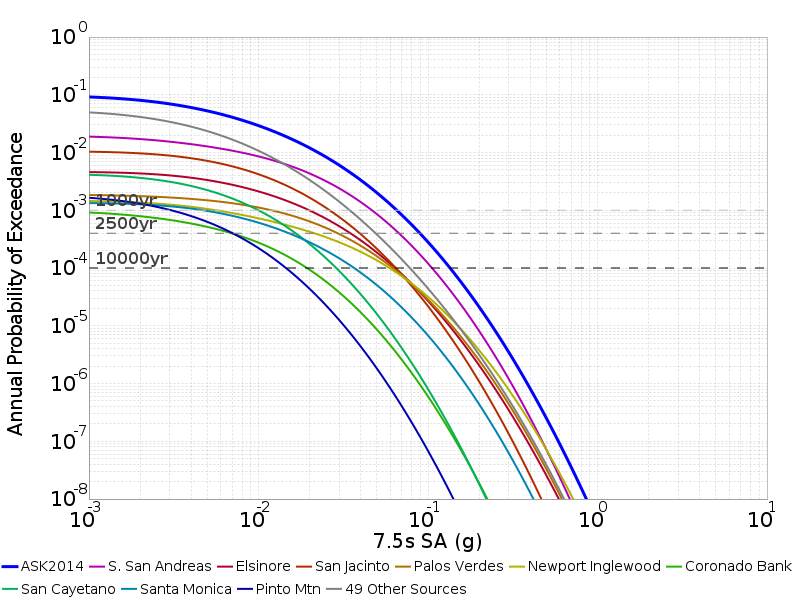 10^0
10^-1
10^-2
10^-3
10^-4
10^-5
10^-6
10^-7
10^-8
Annual Probability of Exceedance
1000yr
2500yr
10000yr
10^-3 10^-2 10^-1 10^0 10^1
7.5s SA (g)
ASK2014 S. San Andreas Elsinore San Jacinto Palos Verdes Newport Inglewood Coronado Bank
San Cayetano Santa Monica Pinto Mtn 49 Other Sources